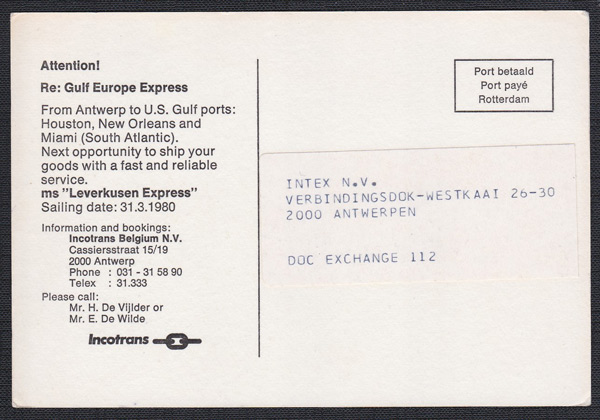 Attention!
Re: Gulf Europe Express
From Antwerp to U.S. Gulf ports:
Houston, New Orleans and
Miami (South Atlantic).
Next opportunity to ship your
goods with a fast and reliable
service.
ms "Leverkusen Express"
Sailing date: 31.3.1980
Information and bookings:
Incotrans Belgium N.V.
Cassiersstraat 15/19
2000 Antwerp
Phone : 031 - 31 58 90
Telex : 31.333
Please call:
Mr. H. De Vijlder or
Mr. E. De Wilde
Incotrans
Port betaald
Port payé
Rotterdam
INTEX N.V.
VERBINDINGSDOK-WESTKAAI 26-30
2000 ANTWERPEN
DOC EXCHANGE 112